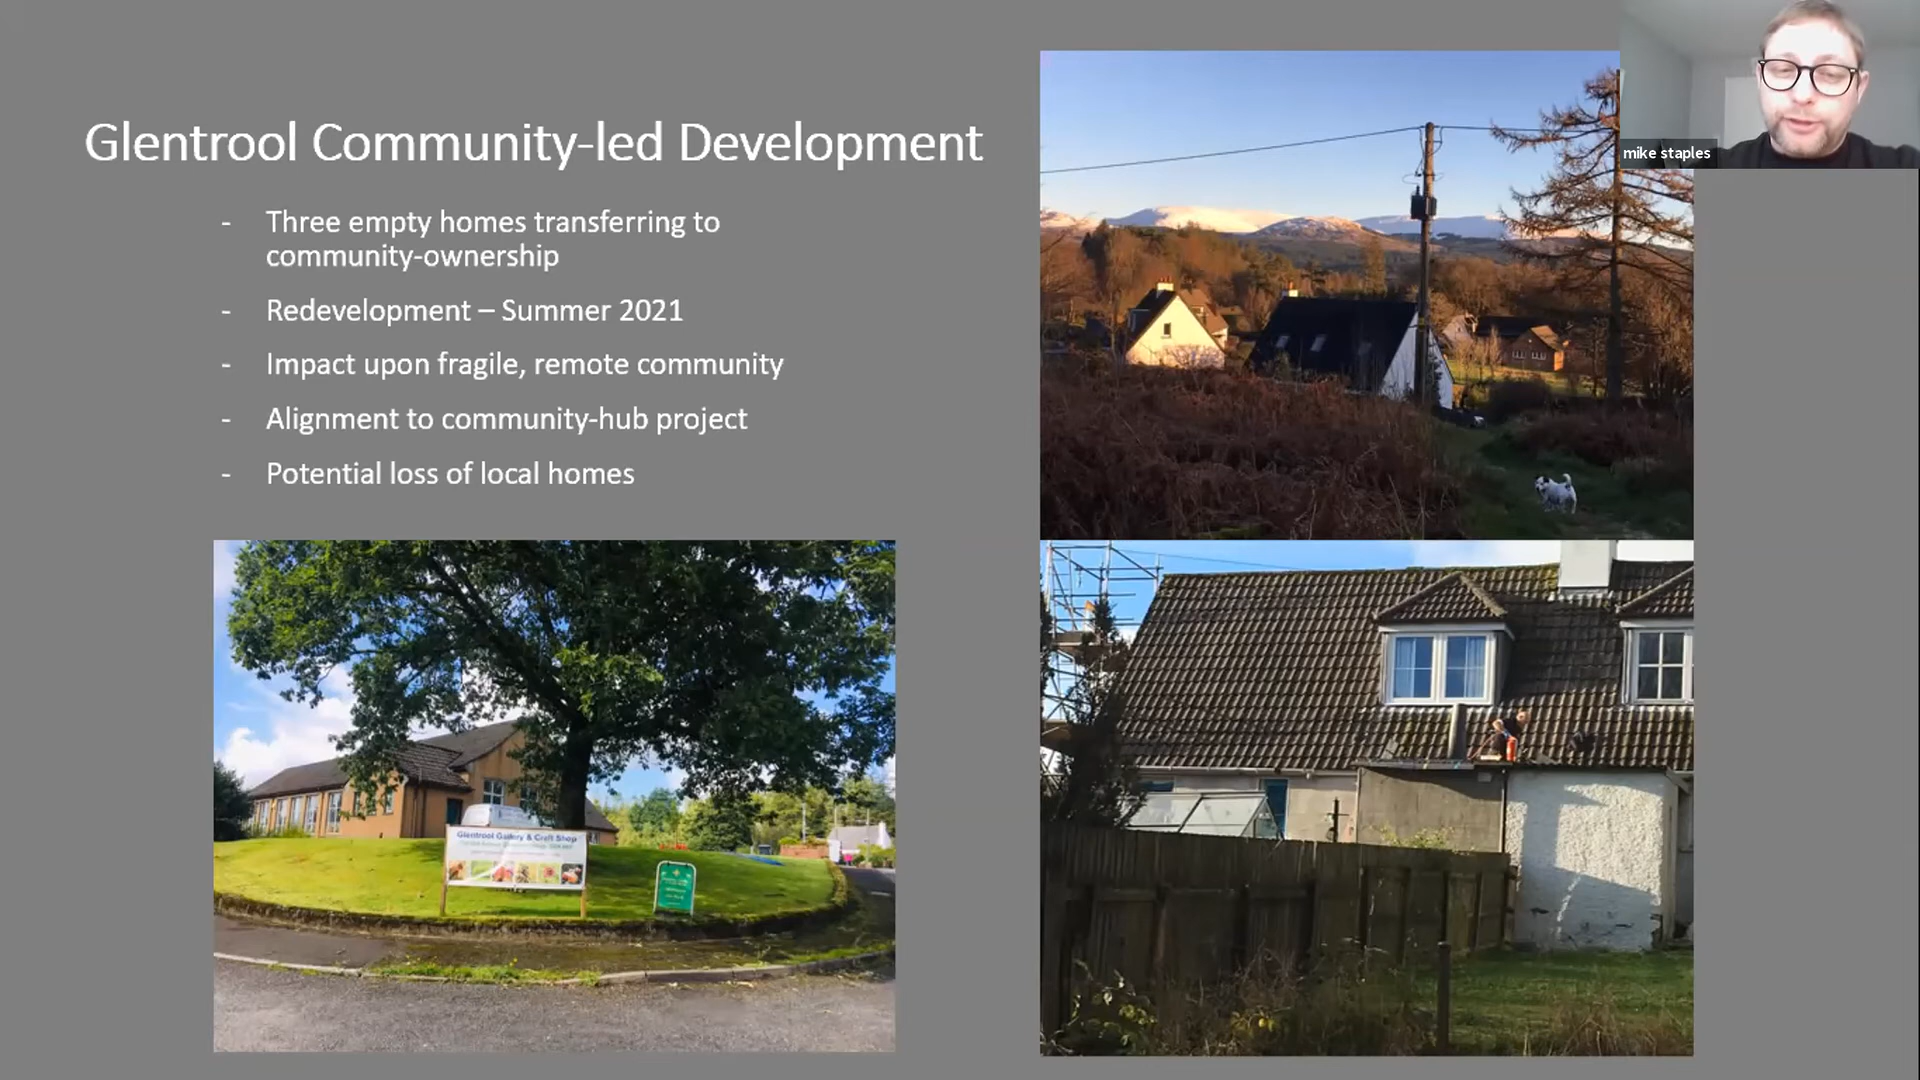 Glentrool Community-led Development
- Three empty homes transferring to
community-ownership
- Redevelopment – Summer 2021
- Impact upon fragile, remote community
- Alignment to community-hub project
- Potential loss of local homes
mike staples
Glentrool Gallery & Craft Shop